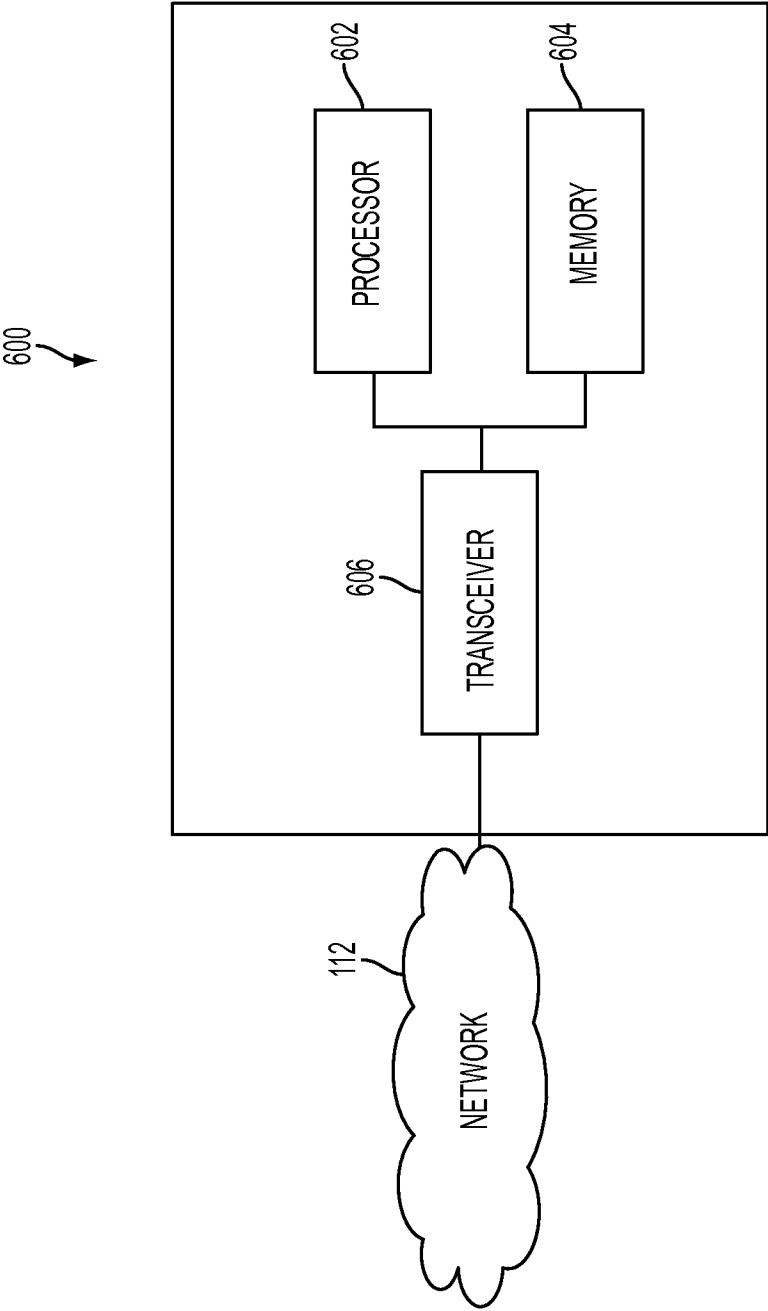 600
602
PROCESSOR
604
MEMORY
606
TRANSCEIVER
112
NETWORK